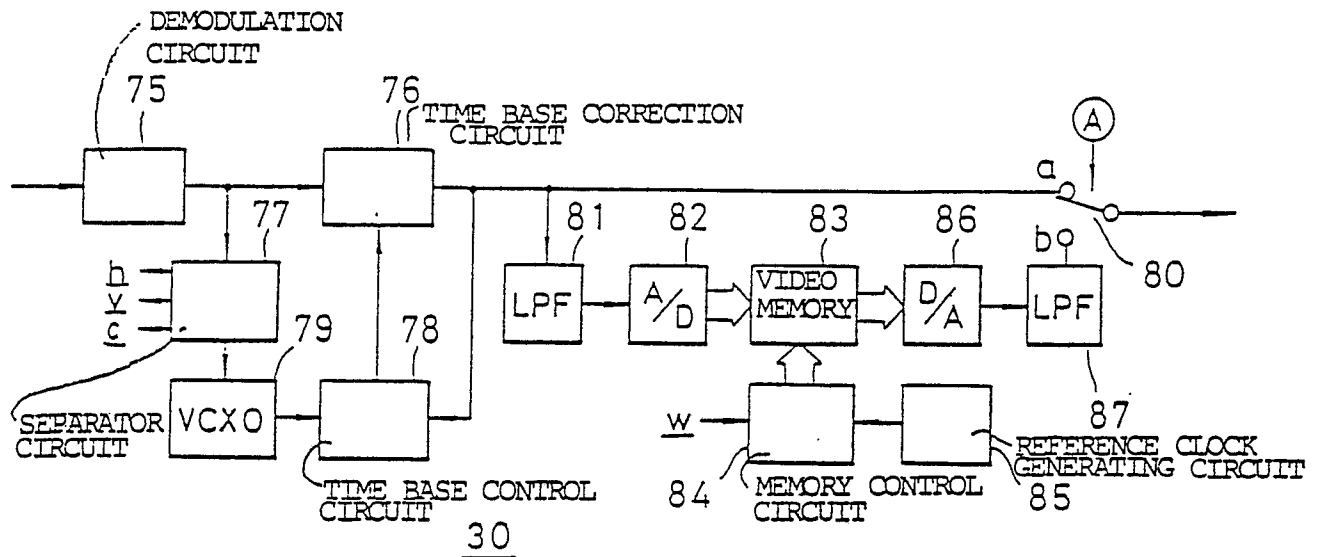 DEMODULATION
CIRCUIT
75
76
TIME BASE CORRECTION
CIRCUIT
A
a
77
81
82
83
86
b
80
h
v
c
LPF
A/D
VIDEO
MEMORY
D/A
LPF
79
78
SEPARATOR
CIRCUIT
VCXO
w
87
REFERENCE CLOCK
GENERATING CIRCUIT
84
MEMORY CONTROL
CIRCUIT
85
TIME BASE CONTROL
CIRCUIT
30